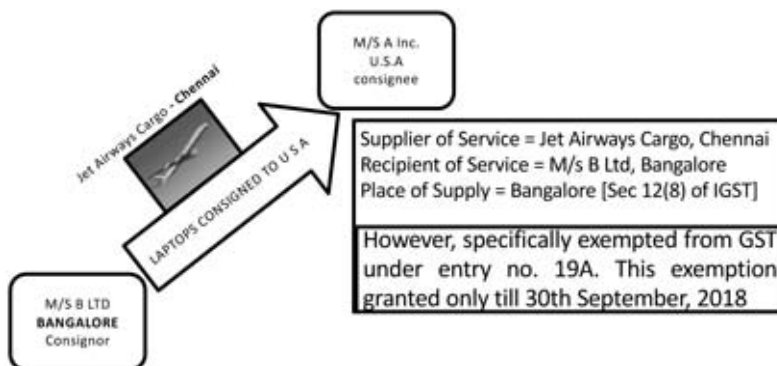 M/S A Inc.
U.S.A
consignee
Jet Airways Cargo - Chennai
LAPTOPS CONSIGNED TO U S A
Supplier of Service = Jet Airways Cargo, Chennai
Recipient of Service = M/s B Ltd, Bangalore
Place of Supply = Bangalore [Sec 12(8) of IGST]
However, specifically exempted from GST
under entry no. 19A. This exemption
granted only till 30th September, 2018
M/S B LTD
BANGALORE
Consignor